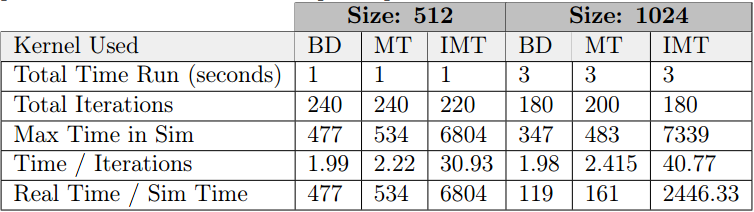 Size: 512 Size: 1024
Kernel Used BD MT IMT BD MT IMT
Total Time Run (seconds) 1 1 1 3 3 3
Total Iterations 240 240 220 180 200 180
Max Time in Sim 477 534 6804 347 483 7339
Time / Iterations 1.99 2.22 30.93 1.98 2.415 40.77
Real Time / Sim Time 477 534 6804 119 161 2446.33